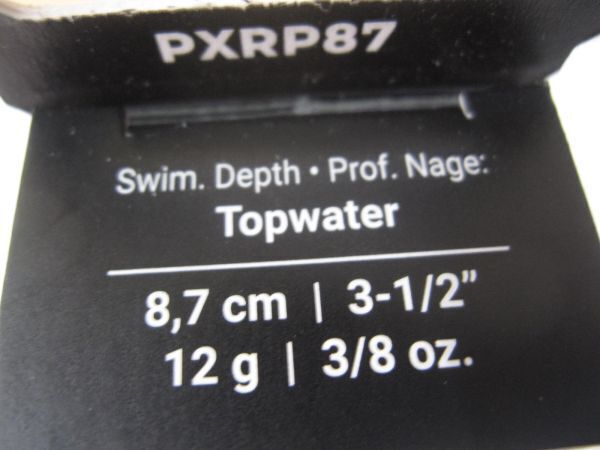 PXRP87
Swim. Depth • Prof. Nage:
Topwater
8,7 cm | 3-1/2”
12 g | 3/8 oz.